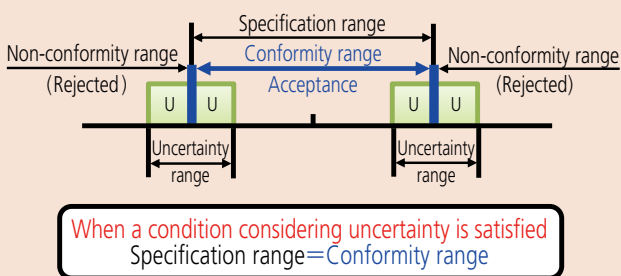 Specification range
Non-conformity range
Conformity range
Non-conformity range
(Rejected)
Acceptance
(Rejected)
U U
U U
Uncertainty
range
Uncertainty
range
When a condition considering uncertainty is satisfied
Specification range=Conformity range